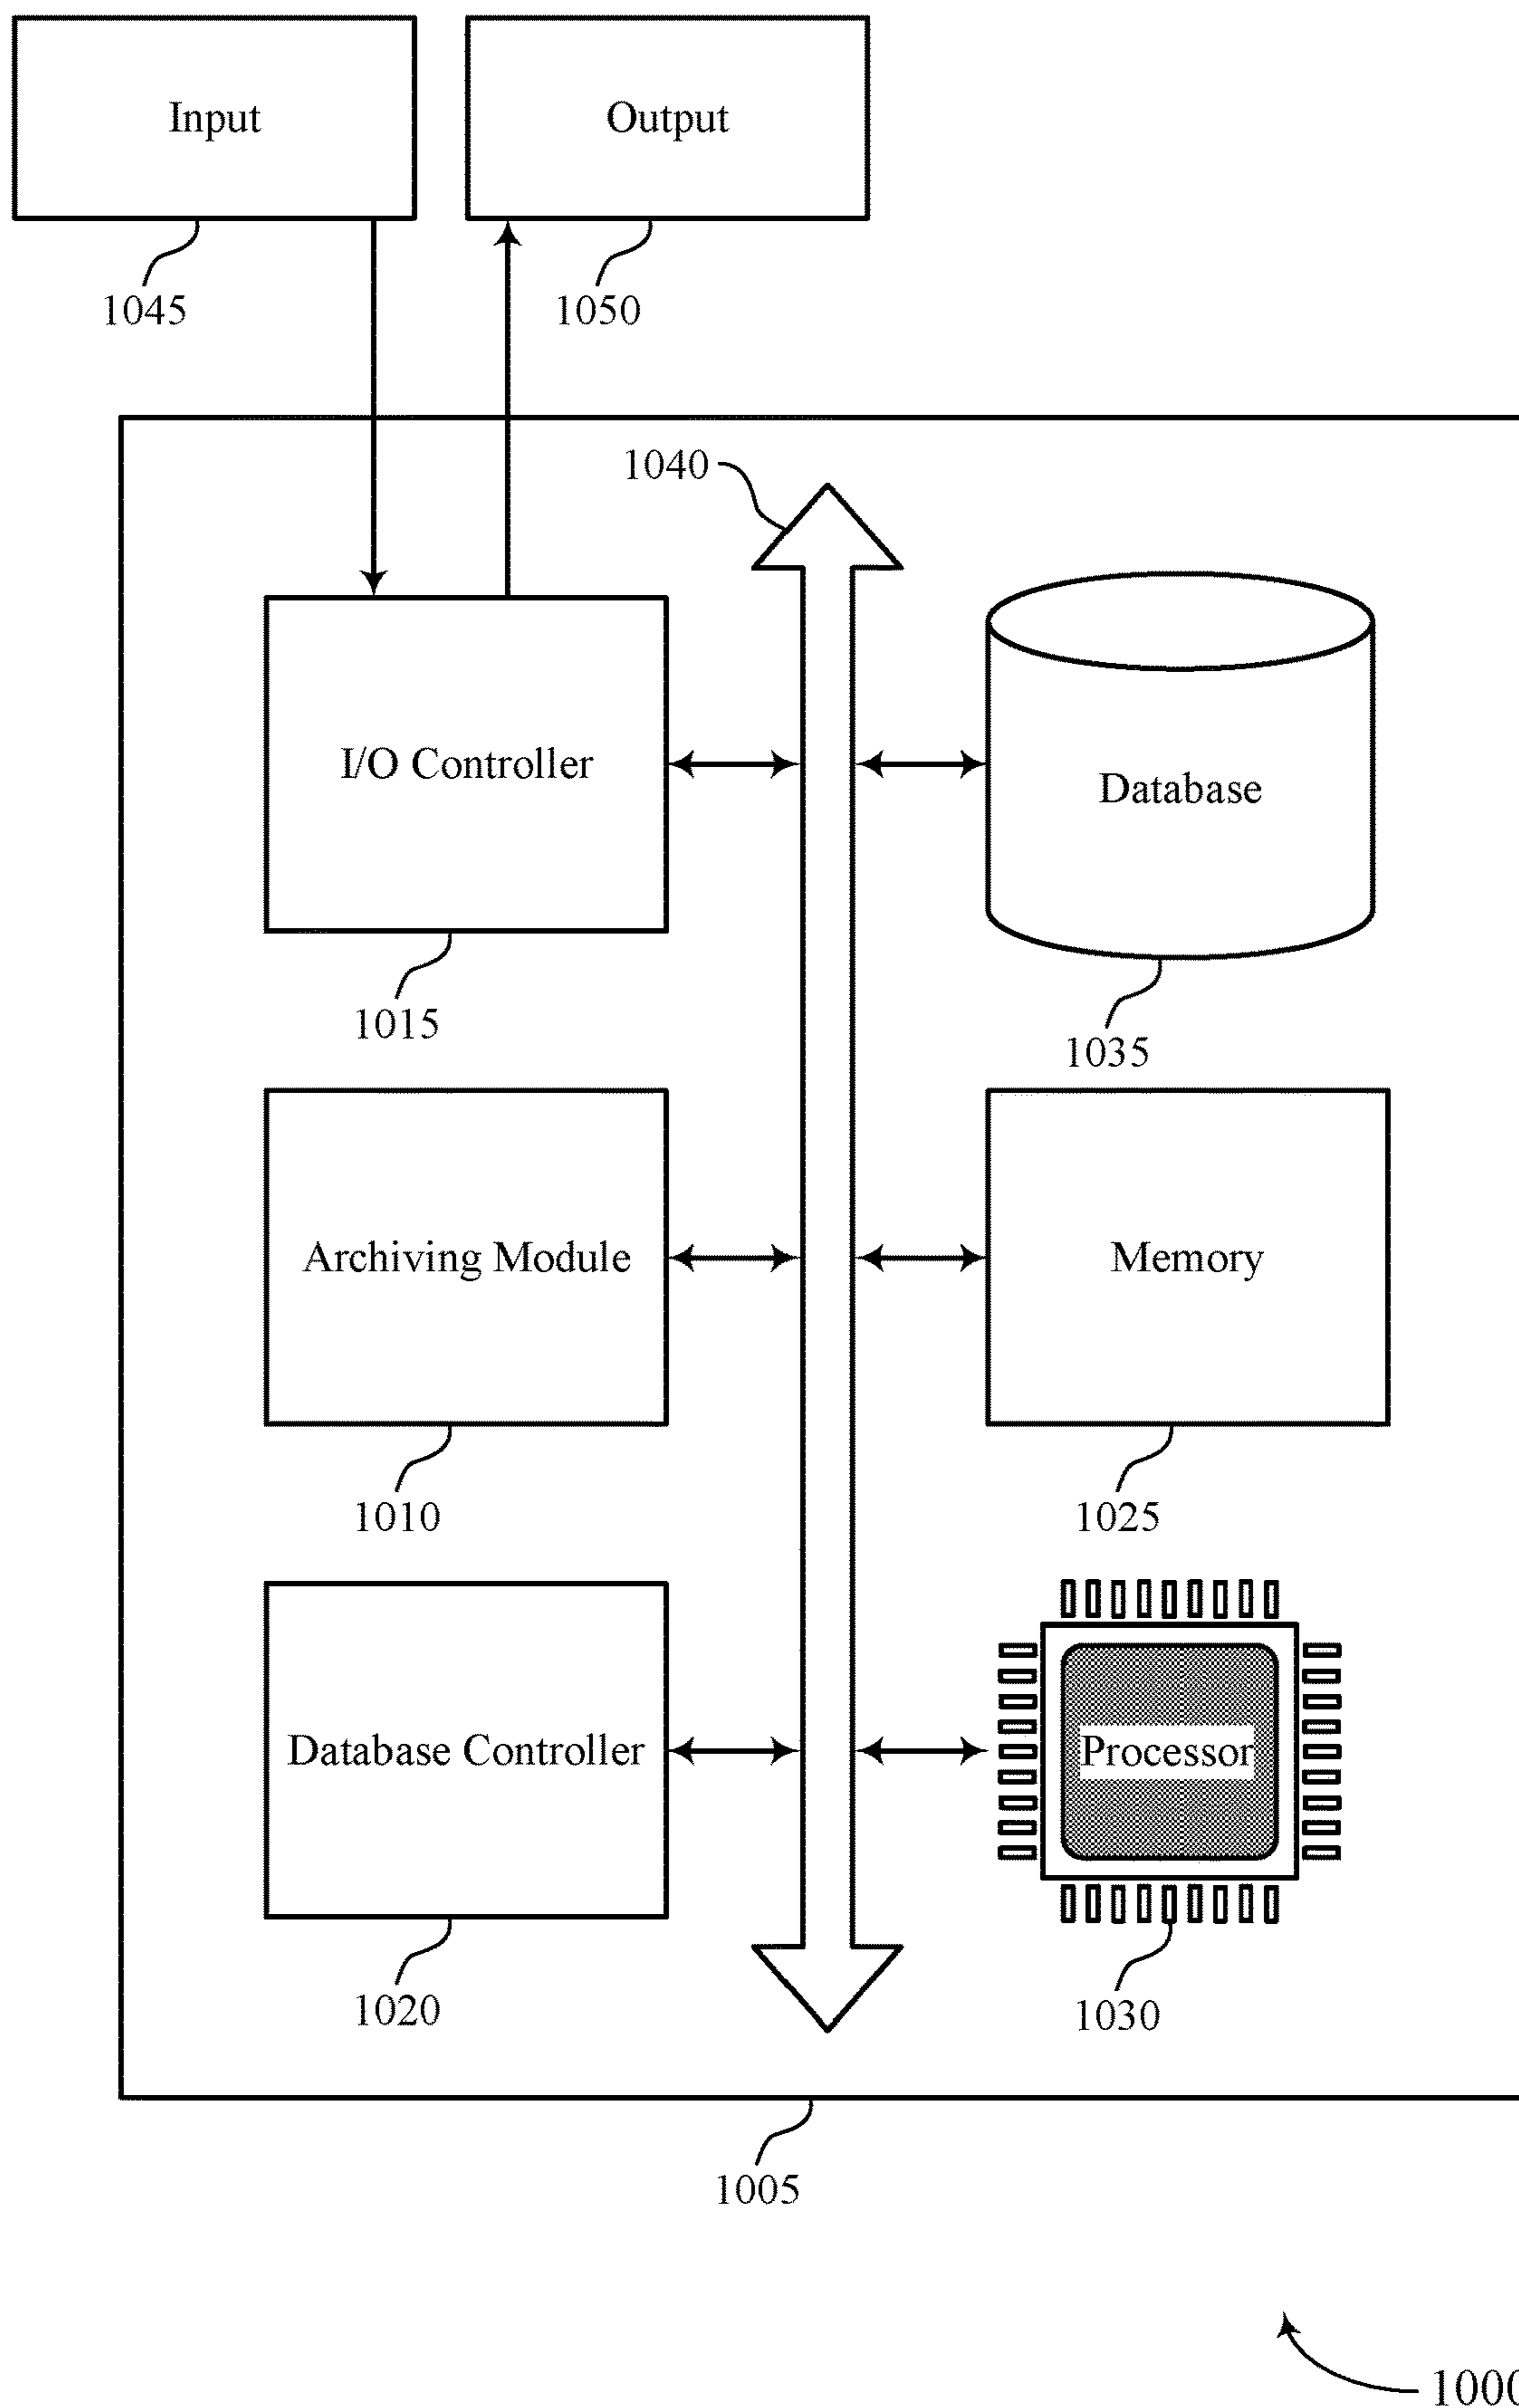 Input
Output
1045
1050
1040
I/O Controller
Database
1015
1035
Archiving Module
Memory
1010
1025
Database Controller
Processor
1020
1030
1005
1000